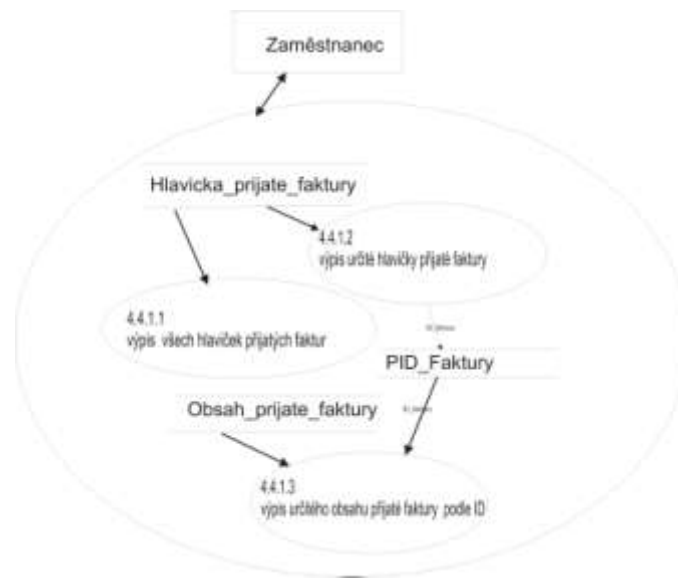 Zaměstnanec
Hlavicka_prijate_faktury
4.4.1.2
výpis určité hlavičky přijaté faktury
4.4.1.1
výpis všech hlaviček přijatých faktur
PID_Faktury
Obsah_prijate_faktury
4.4.1.3
výpis určitého obsahu přijaté faktury podle ID